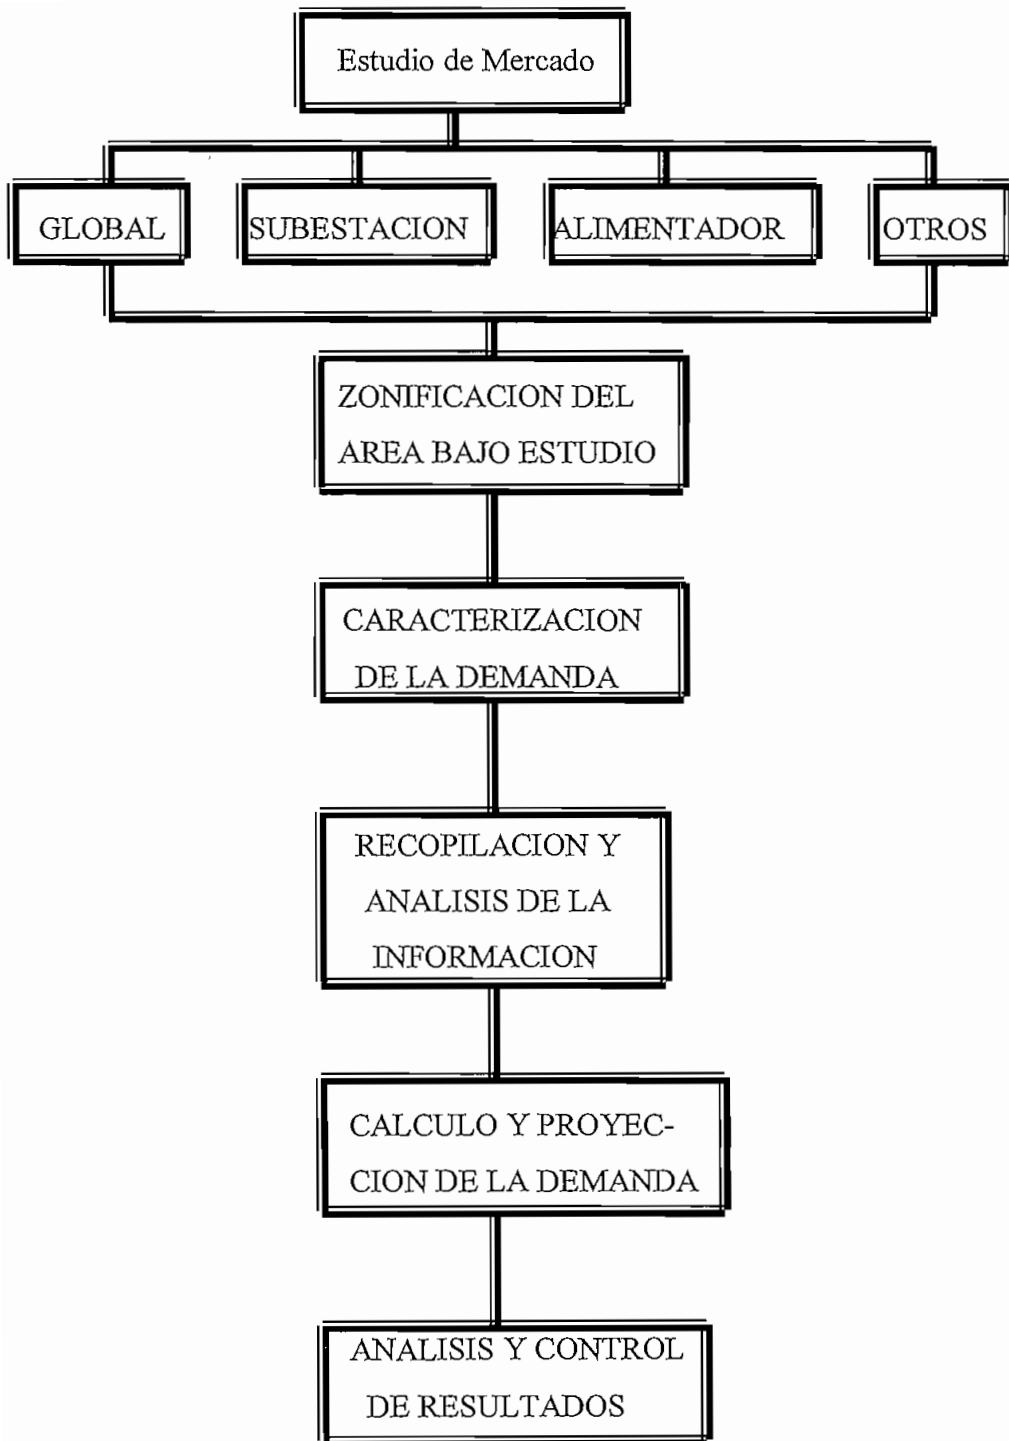 Estudio de Mercado
GLOBAL SUBESTACION ALIMENTADOR OTROS
ZONIFICACION DEL
AREA BAJO ESTUDIO
CARACTERIZACION
DE LA DEMANDA
RECOPILACION Y
ANALISIS DE LA
INFORMACION
CALCULO Y PROYEC-
CION DE LA DEMANDA
ANALISIS Y CONTROL
DE RESULTADOS